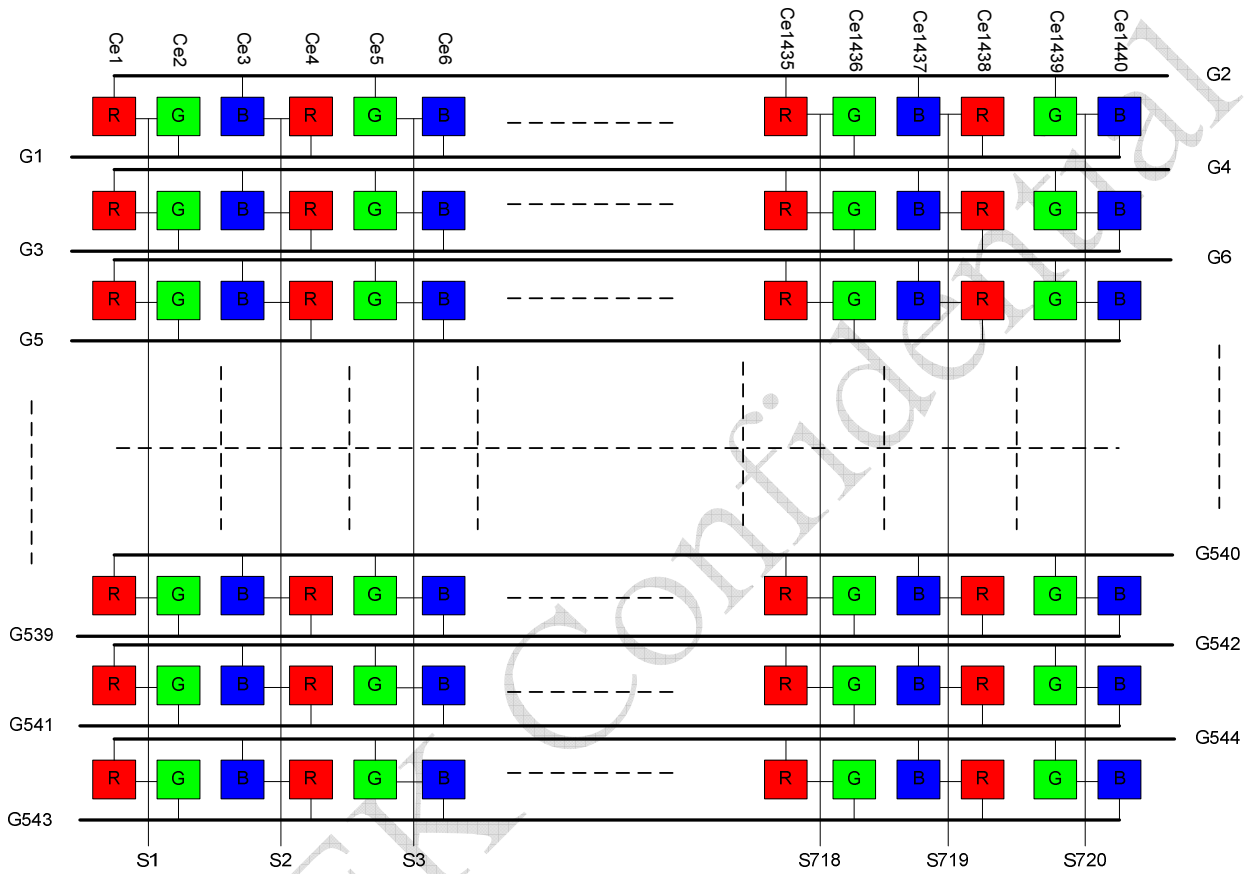 Ce1 Ce2 Ce3 Ce4 Ce5 Ce6 Ce1435 Ce1436 Ce1437 Ce1438 Ce1439 Ce1440
G2
R G B R G B R G B R G B
G1
G4
R G B R G B R G B R G B
G3
G6
R G B R G B R G B R G B
G5
G540
R G B R G B R G B R G B
G539
G542
R G B R G B R G B R G B
G541
G544
R G B R G B R G B R G B
G543
S1 S2 S3 S718 S719 S720
Confidential